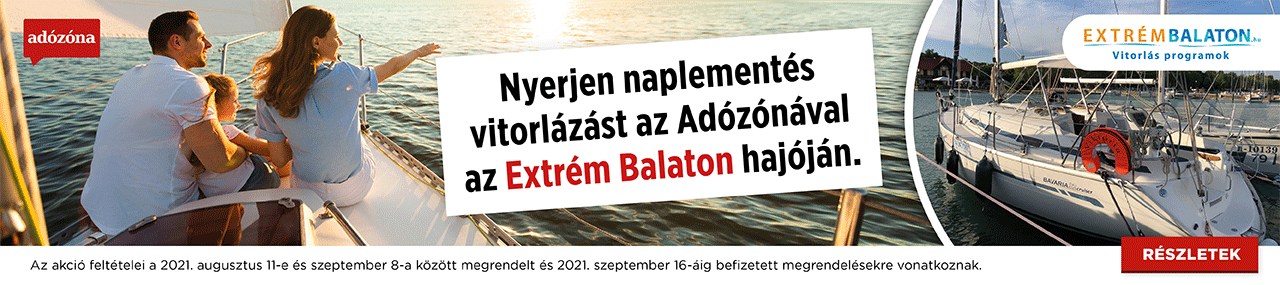 adózóna
Nyerjen naplementés
vitorlázást az Adózónával
az Extrém Balaton hajóján.
EXTRÉMBALATON.hu
Vitorlás programok
BAVARIA
RÉSZLETEK
Az akció feltételei a 2021. augusztus 11-e és szeptember 8-a között megrendelt és 2021. szeptember 16-áig befizetett megrendelésekre vonatkoznak.